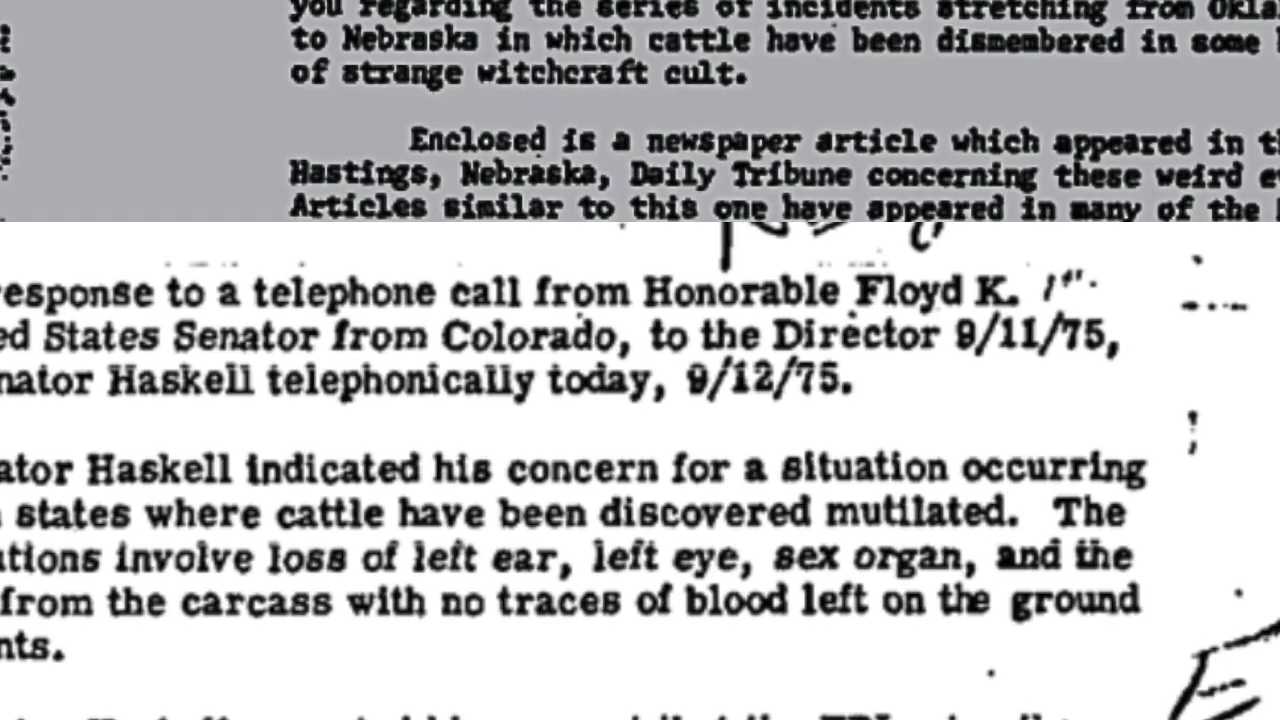 you regarding the series of incidents stretching from
to Nebraska in which cattle have been dismembered in some
of strange witchcraft cult.
Enclosed is a newspaper article which appeared in
Hastings, Nebraska, Daily Tribune concerning these weird
Articles similar to this one have appeared in many of the
esponse to a telephone call from Honorable Floyd K.
ed States Senator from Colorado, to the Director 9/11/75,
nator Haskell telephonically today, 9/12/75.
ator Haskell indicated his concern for a situation occurring
states where cattle have been discovered mutilated. The
tions involve loss of left ear, left eye, sex organ, and the
from the carcass with no traces of blood left on the ground
nts.